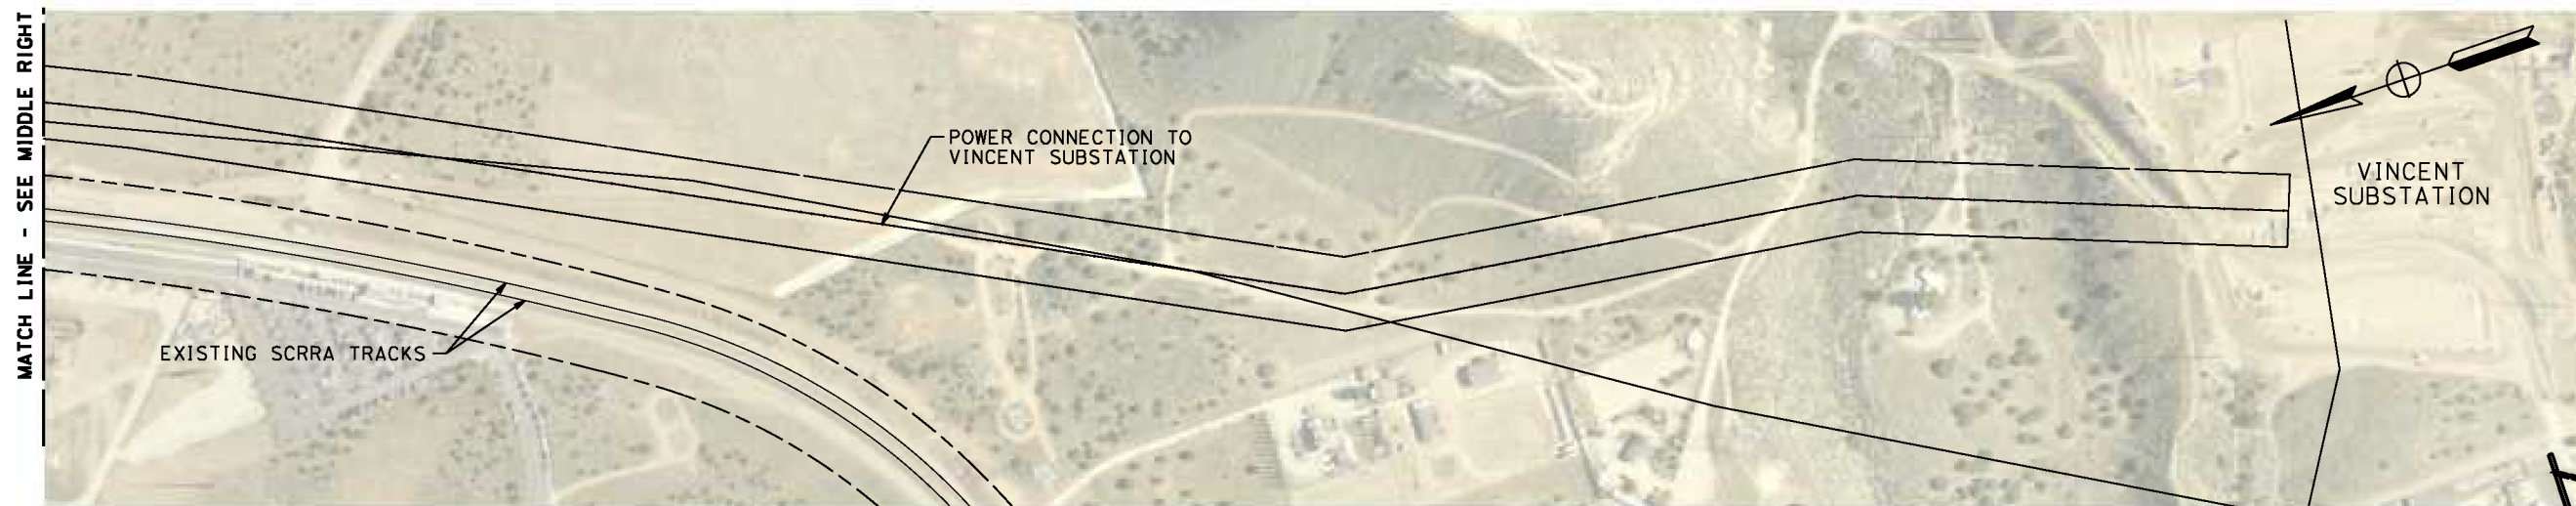 MATCH LINE - SEE MIDDLE RIGHT
POWER CONNECTION TO
VINCENT SUBSTATION
VINCENT
SUBSTATION
EXISTING SCRRA TRACKS